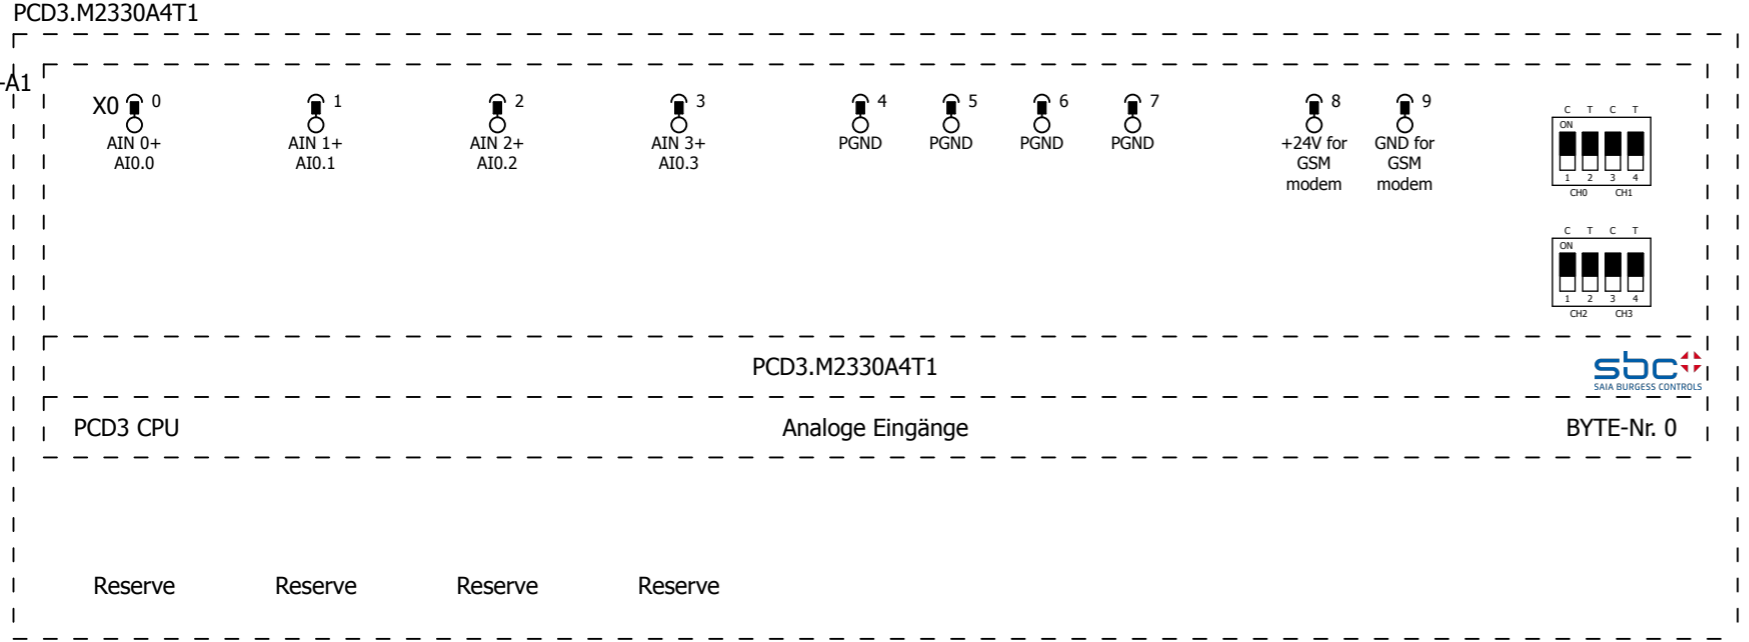 PCD3.M2330A4T1
-A1
X0 0 1 2 3 4 5 6 7 8 9
AIN 0+ AIN 1+ AIN 2+ AIN 3+ PGND PGND PGND PGND +24V for GND for
AI0.0 AI0.1 AI0.2 AI0.3 GSM GSM
modem modem
C T C T
ON
1 2 3 4
CH0 CH1
C T C T
ON
1 2 3 4
CH2 CH3
PCD3.M2330A4T1
sbc
SAIA BURGESS CONTROLS
PCD3 CPU Analoge Eingänge BYTE-Nr. 0
Reserve Reserve Reserve Reserve